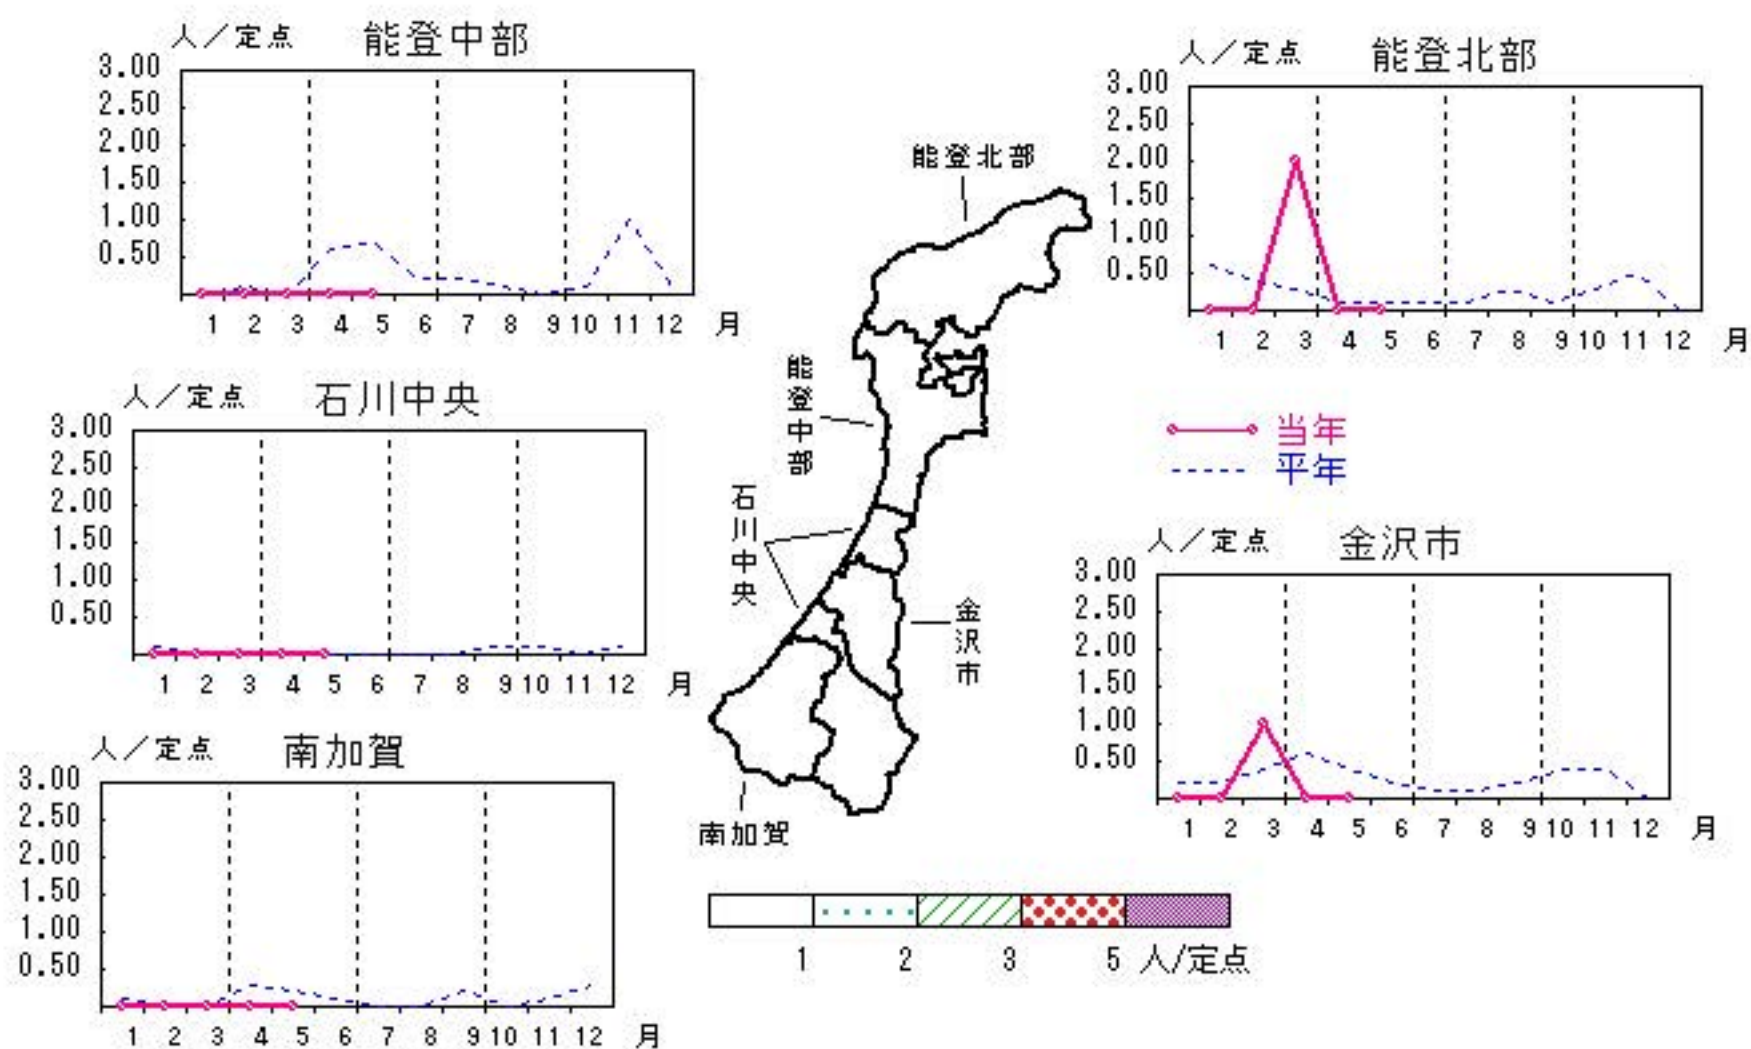 人/定点 能登中部
3.00
2.50
2.00
1.50
1.00
0.50
1 2 3 4 5 6 7 8 9 10 11 12 月
人/定点 能登北部
3.00
2.50
2.00
1.50
1.00
0.50
1 2 3 4 5 6 7 8 9 10 11 12 月
能登北部
能登中部
石川中央
金沢市
南加賀
人/定点 石川中央
3.00
2.50
2.00
1.50
1.00
0.50
1 2 3 4 5 6 7 8 9 10 11 12 月
当年
平年
人/定点 金沢市
3.00
2.50
2.00
1.50
1.00
0.50
1 2 3 4 5 6 7 8 9 10 11 12 月
人/定点 南加賀
3.00
2.50
2.00
1.50
1.00
0.50
1 2 3 4 5 6 7 8 9 10 11 12 月
1 2 3 5 人/定点